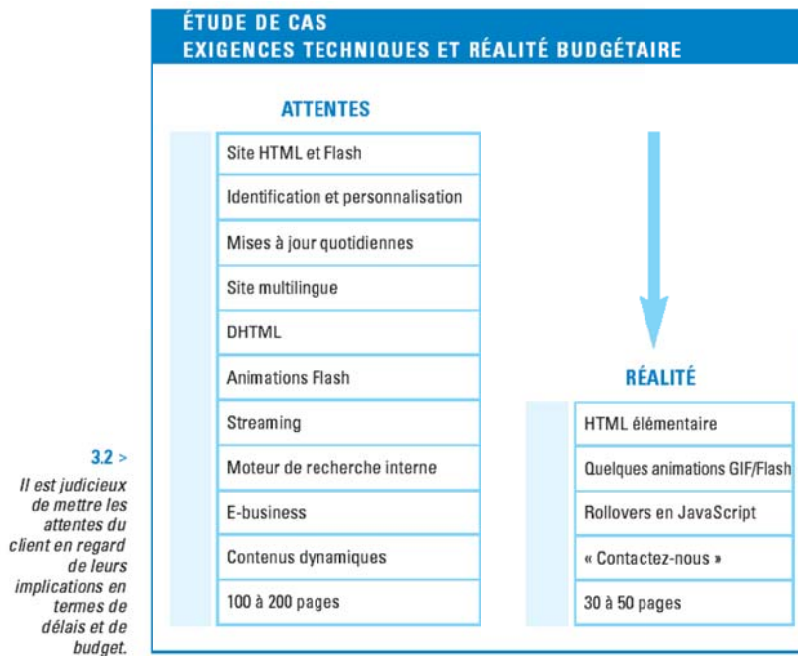 ÉTUDE DE CAS
EXIGENCES TECHNIQUES ET RÉALITÉ BUDGÉTAIRE
ATTENTES
Site HTML et Flash
Identification et personnalisation
Mises à jour quotidiennes
Site multilingue
DHTML
Animations Flash
Streaming
Moteur de recherche interne
E-business
Contenus dynamiques
100 à 200 pages
RÉALITÉ
HTML élémentaire
Quelques animations GIF/Flash
Rollovers en JavaScript
« Contactez-nous »
30 à 50 pages
3.2 >
Il est judicieux
de mettre les
attentes du
client en regard
de leurs
implications en
termes de
délais et de
budget.